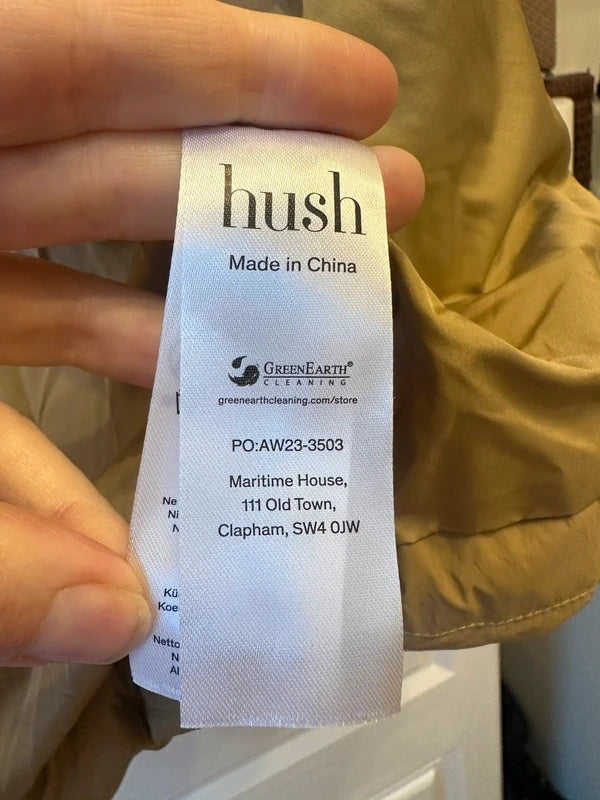 hush
Made in China
GREENEARTH®
CLEANING
greenearthcleaning.com/store
PO:AW23-3503
Maritime House,
111 Old Town,
Clapham, SW4 0JW